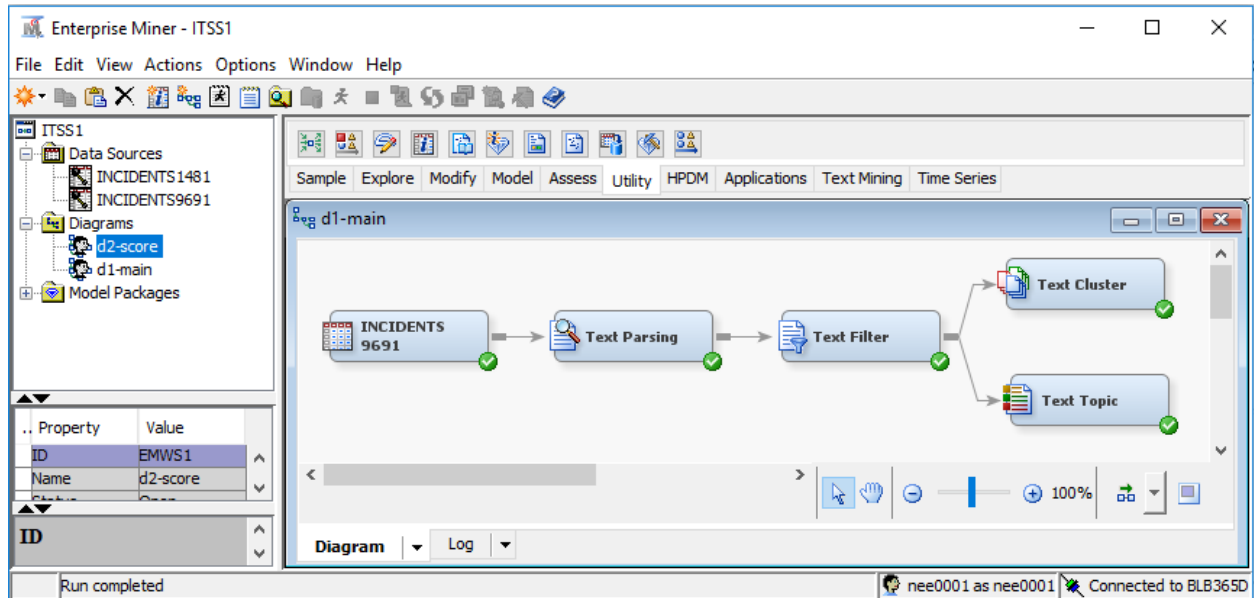 Enterprise Miner - ITSS1
File Edit View Actions Options Window Help
ITSS1
Data Sources
INCIDENTS1481
INCIDENTS9691
Diagrams
d2-score
d1-main
Model Packages
.. Property Value
ID EMWS1
Name d2-score
Status Open
ID
Sample Explore Modify Model Assess Utility HPDM Applications Text Mining Time Series
d1-main
INCIDENTS
9691
Text Parsing
Text Filter
Text Cluster
Text Topic
100%
Diagram Log
Run completed
nee0001 as nee0001 Connected to BLB365D